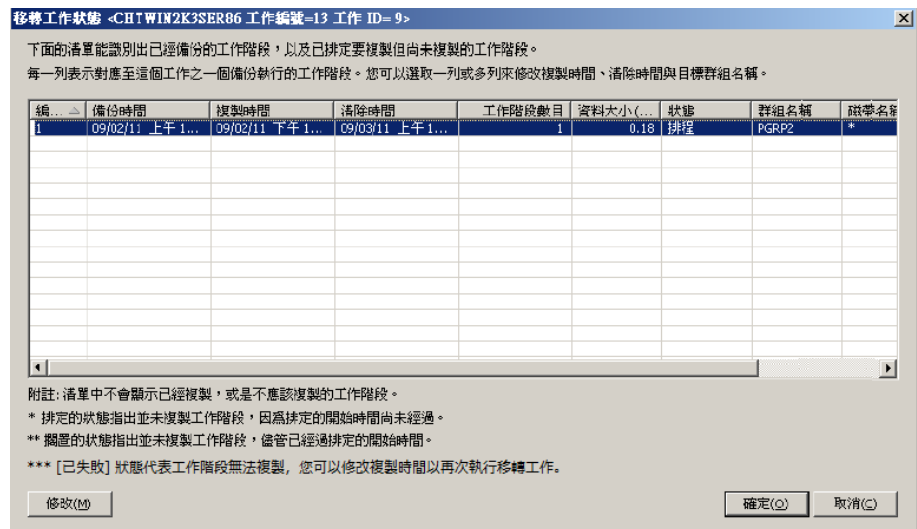 移轉工作狀態 <CHTWIN2K3SER86 工作編號=13 工作 ID= 9>
下面的清單能識別出已經備份的工作階段，以及已排定要複製但尚未複製的工作階段。
每一列表示對應至這個工作之一個備份執行的工作階段。您可以選取一列或多列來修改複製時間、清除時間與目標群組名稱。
編... 備份時間 複製時間 清除時間 工作階段數目 資料大小(... 狀態 群組名稱 磁帶名稱
1 09/02/11 上午 1... 09/02/11 下午 1... 09/03/11 上午 1... 1 0.18 排程 PGRP2 *
附註: 清單中不會顯示已經複製，或是不應該複製的工作階段。
* 排定的狀態指出並未複製工作階段，因為排定的開始時間尚未經過。
** 擱置的狀態指出並未複製工作階段，儘管已經過排定的開始時間。
*** [已失敗] 狀態代表工作階段無法複製, 您可以修改複製時間以再次執行移轉工作。
修改(M) 確定(O) 取消(C)